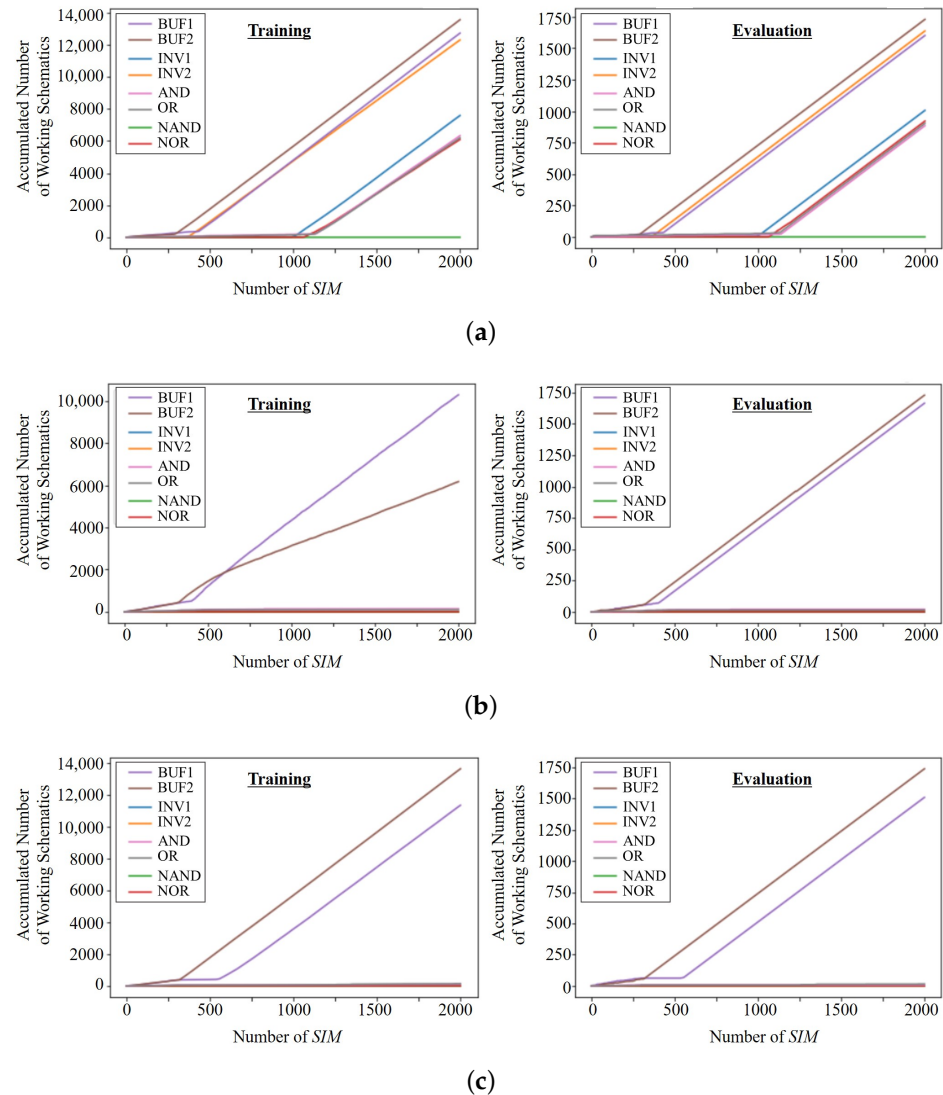 Accumulated Number
of Working Schematics
14,000
12,000
10,000
8000
6000
4000
2000
0
BUF1
BUF2
INV1
INV2
AND
OR
NAND
NOR
Training
0
500
1000
1500
2000
Number of SIM
Accumulated Number
of Working Schematics
1750
1500
1250
1000
750
500
250
0
BUF1
BUF2
INV1
INV2
AND
OR
NAND
NOR
Evaluation
0
500
1000
1500
2000
Number of SIM
(a)
Accumulated Number
of Working Schematics
10,000
8000
6000
4000
2000
0
BUF1
BUF2
INV1
INV2
AND
OR
NAND
NOR
Training
0
500
1000
1500
2000
Number of SIM
Accumulated Number
of Working Schematics
1750
1500
1250
1000
750
500
250
0
BUF1
BUF2
INV1
INV2
AND
OR
NAND
NOR
Evaluation
0
500
1000
1500
2000
Number of SIM
(b)
Accumulated Number
of Working Schematics
14,000
12,000
10,000
8000
6000
4000
2000
0
BUF1
BUF2
INV1
INV2
AND
OR
NAND
NOR
Training
0
500
1000
1500
2000
Number of SIM
Accumulated Number
of Working Schematics
1750
1500
1250
1000
750
500
250
0
BUF1
BUF2
INV1
INV2
AND
OR
NAND
NOR
Evaluation
0
500
1000
1500
2000
Number of SIM
(c)